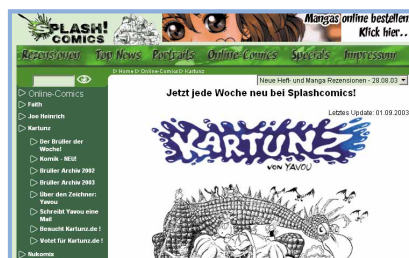 SPLASH!
COMICS
Mangas online bestellen
Klick hier..
Rezensionen Top News Portraits Online-Comics Specials Impressum
Home Online-Comics Kartunz
Neue Heft- und Manga Rezensionen - 28.08.03
Online-Comics
Faith
Joe Heinrich
Kartunz
Der Brüller der
Woche!
Komik - NEU!
Brüller Archiv 2002
Brüller Archiv 2003
Über den Zeichner:
Yavou
Schreibt Yavou eine
Mail
Besucht Kartunz.de !
Votet für Kartunz.de !
Nukomix
Jetzt jede Woche neu bei Splashcomics!
Letztes Update: 01.09.2003
KARTUNZ
VON YAVOU